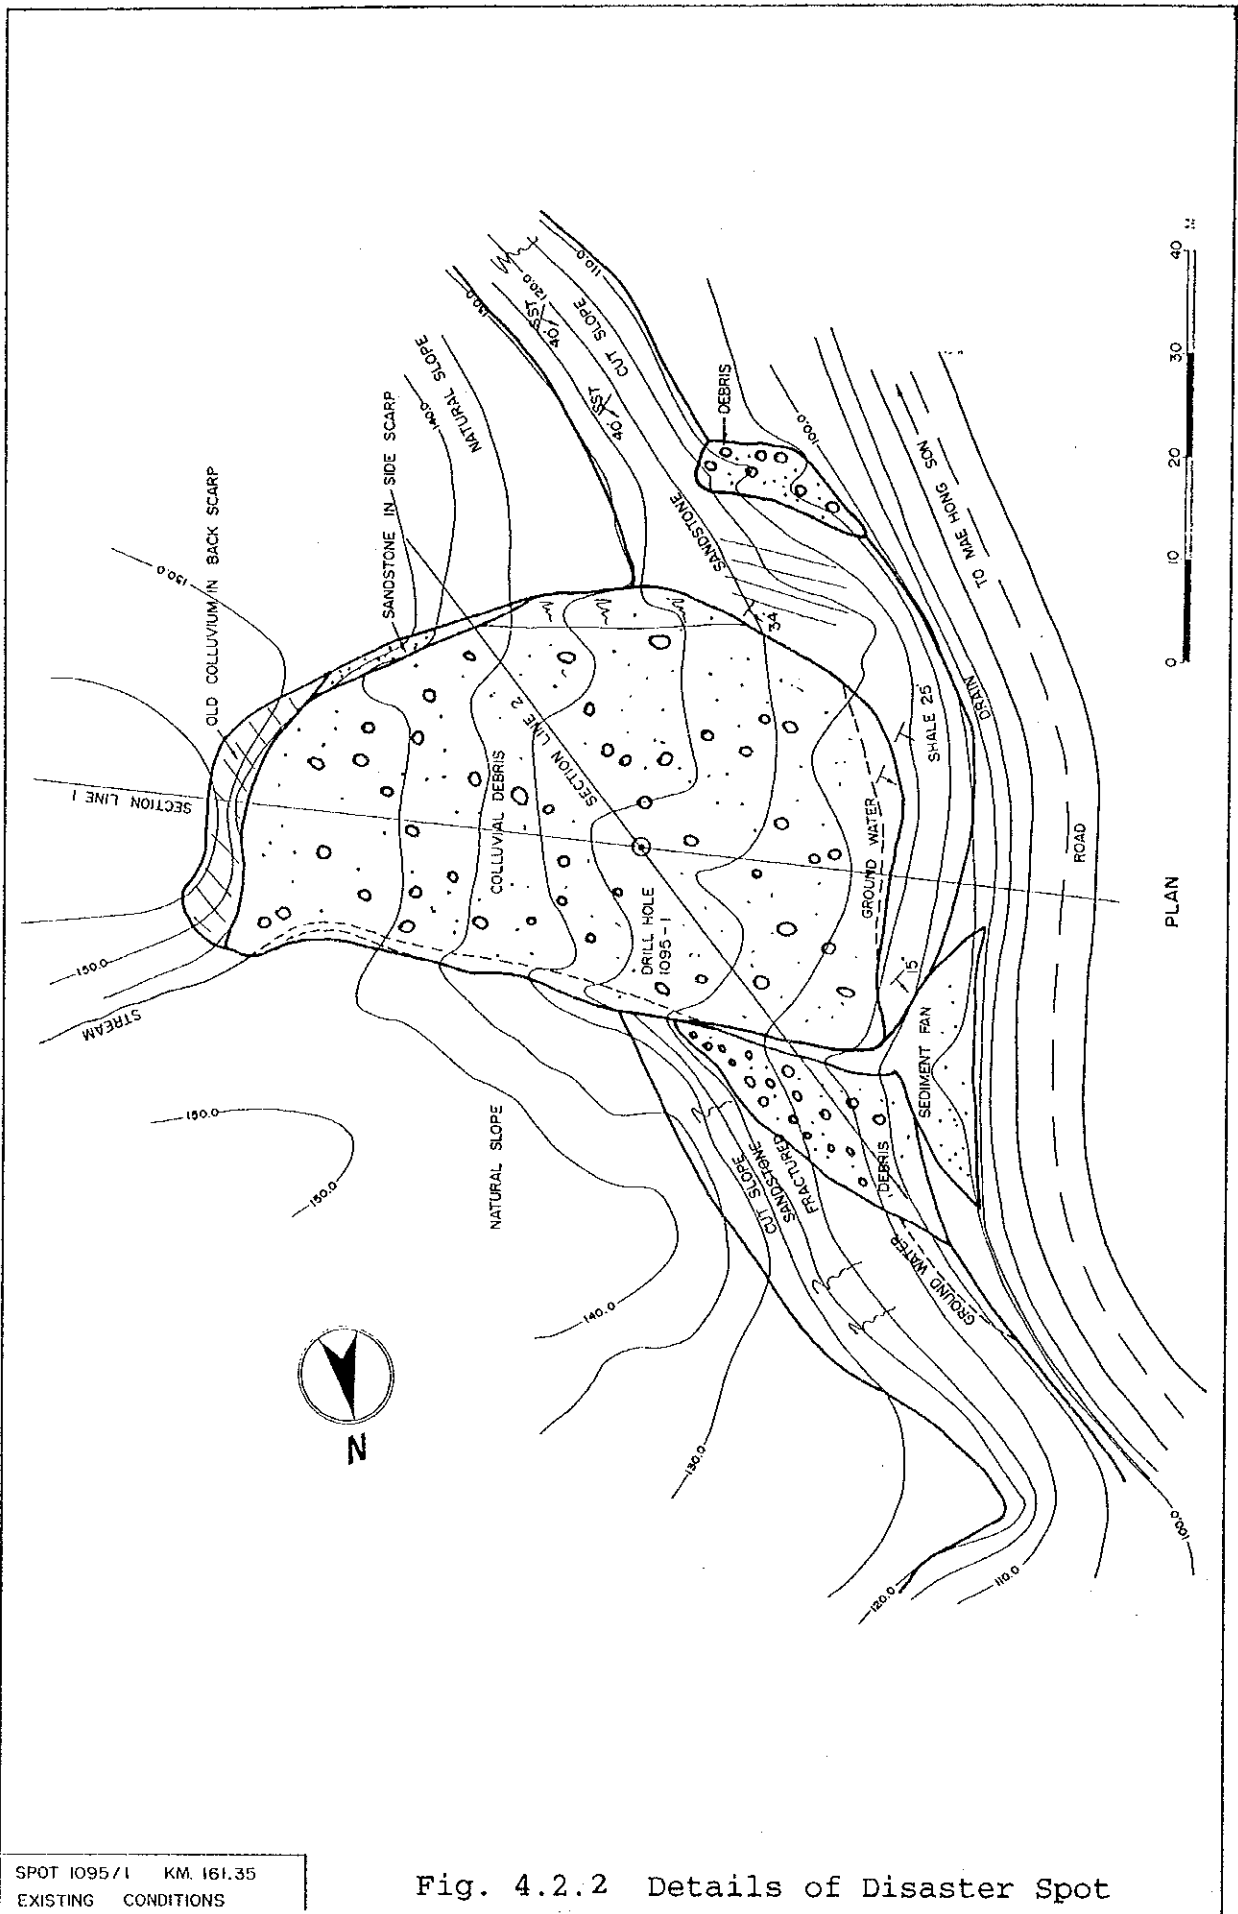 OLD COLLUVIUM IN BACK SCARP
SANDSTONE IN SIDE SCARP
NATURAL SLOPE
140.0
150.0
130.0
120.0
110.0
40° SST
CUT SLOPE
40° SST
SANDSTONE
DEBRIS
100.0
TO MAE HONG SON
0 10 20 30 40 M
34°
SECTION LINE 1
SECTION LINE 2
COLLUVIAL DEBRIS
DRILL HOLE
1095-1
GROUND WATER
SHALE 25°
DRAIN
ROAD
PLAN
15°
SEDIMENT FAN
150.0
STREAM
150.0
150.0
NATURAL SLOPE
CUT SLOPE
SANDSTONE
FRACTURED
DEBRIS
GROUND WATER
140.0
130.0
120.0
110.0
100.0
N
SPOT 1095/1 KM. 161.35
EXISTING CONDITIONS
Fig. 4.2.2 Details of Disaster Spot